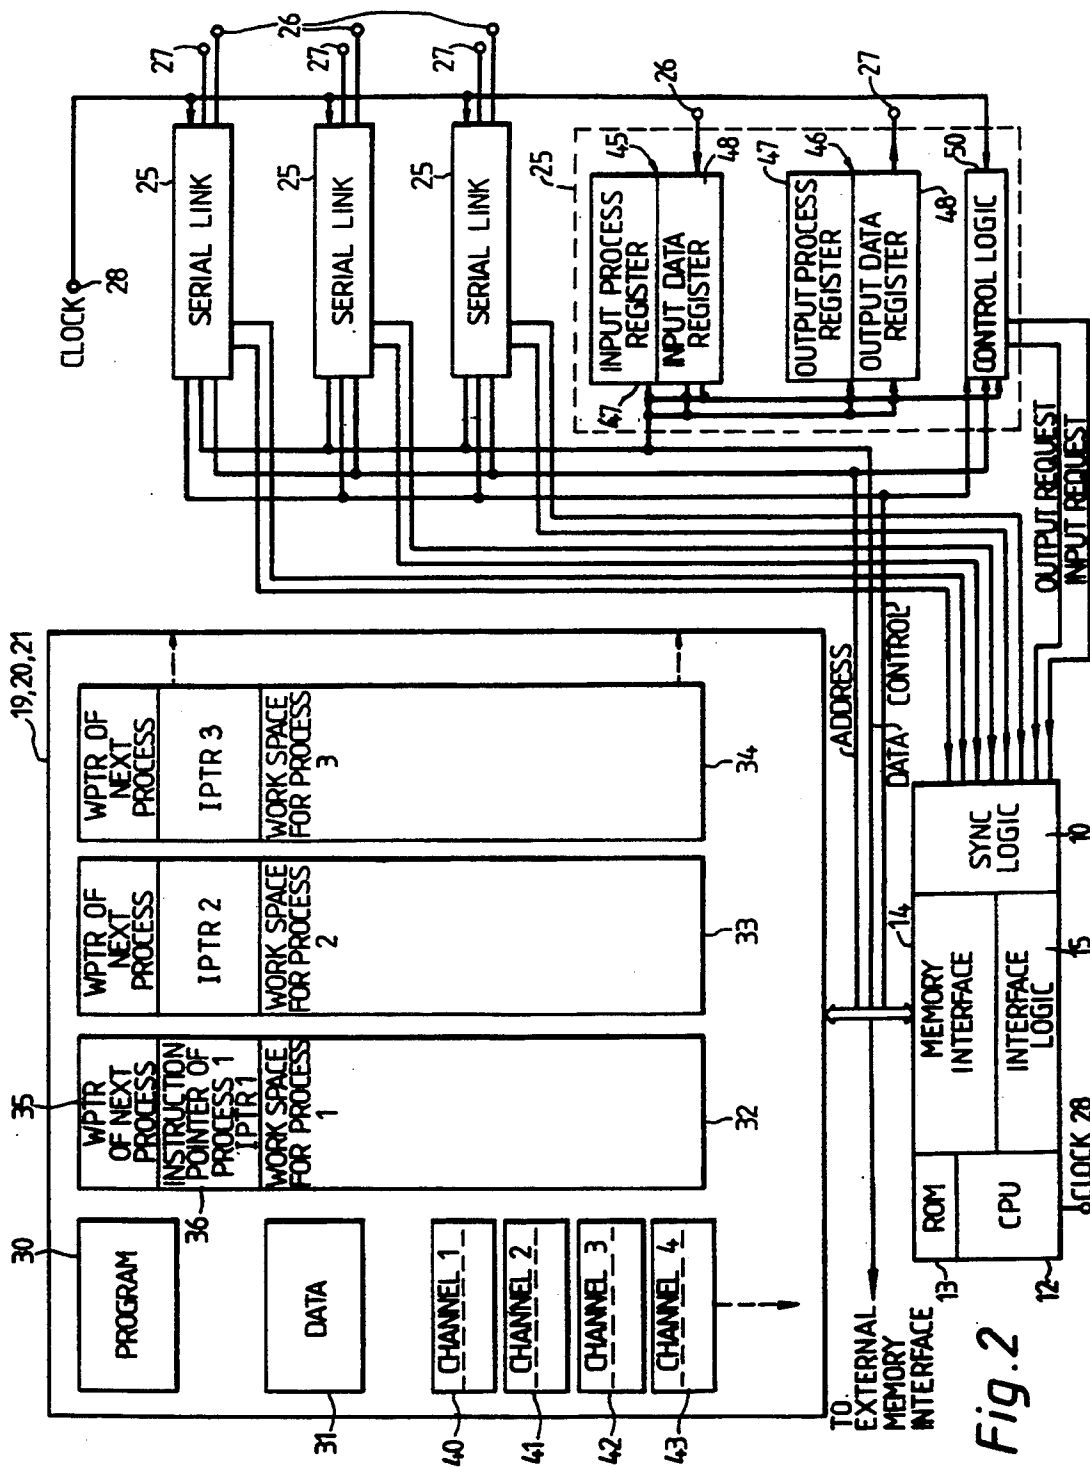 19,20,21
30
PROGRAM
35
WPTR
OF NEXT
PROCESS
INSTRUCTION
POINTER OF
PROCESS 1
IPTR 1
36
WORK SPACE
FOR PROCESS
1
32
WPTR OF
NEXT
PROCESS
IPTR 2
WORK SPACE
FOR PROCESS
2
33
WPTR OF
NEXT
PROCESS
IPTR 3
WORK SPACE
FOR PROCESS
3
34
DATA
31
CHANNEL 1
40
CHANNEL 2
41
CHANNEL 3
42
CHANNEL 4
43
CLOCK
28
25
SERIAL LINK
27
26
25
SERIAL LINK
27
26
25
SERIAL LINK
27
25
INPUT PROCESS
REGISTER
45
INPUT DATA
REGISTER
47
48
26
47
OUTPUT PROCESS
REGISTER
46
OUTPUT DATA
REGISTER
48
27
50
CONTROL LOGIC
OUTPUT REQUEST
INPUT REQUEST
ADDRESS
DATA
CONTROL
TO
EXTERNAL
MEMORY
INTERFACE
13
ROM
14
MEMORY
INTERFACE
SYNC
LOGIC
10
CPU
12
INTERFACE
LOGIC
15
CLOCK 28
Fig.2